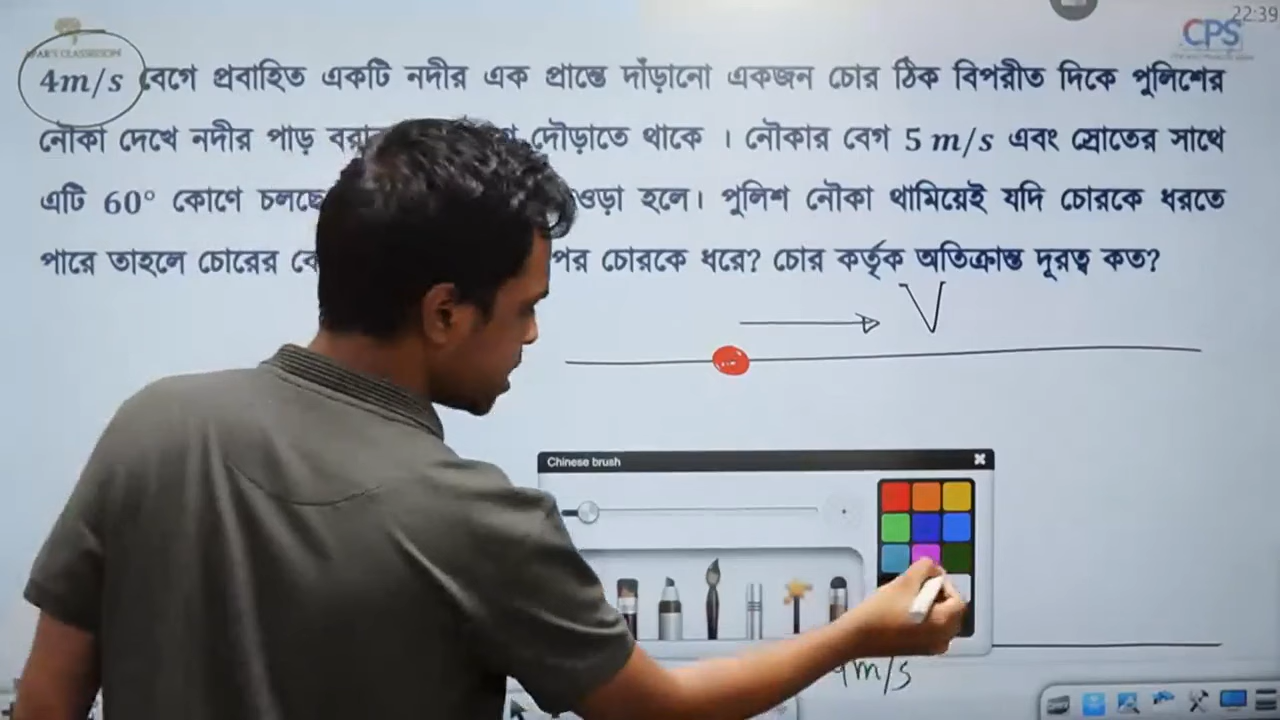 22:39
CPS
4m/s বেগে প্রবাহিত একটি নদীর এক প্রান্তে দাঁড়ানো একজন চোর ঠিক বিপরীত দিকে পুলিশের
নৌকা দেখে নদীর পাড় দৌড়াতে থাকে । নৌকার বেগ 5 m/s এবং স্রোতের সাথে
এটি 60° কোণে চলছে হলে। পুলিশ নৌকা থামিয়েই যদি চোরকে ধরতে
পারে তাহলে চোরের পর চোরকে ধরে? চোর কর্তৃক অতিক্রান্ত দূরত্ব কত?
V
Chinese brush
4m/s